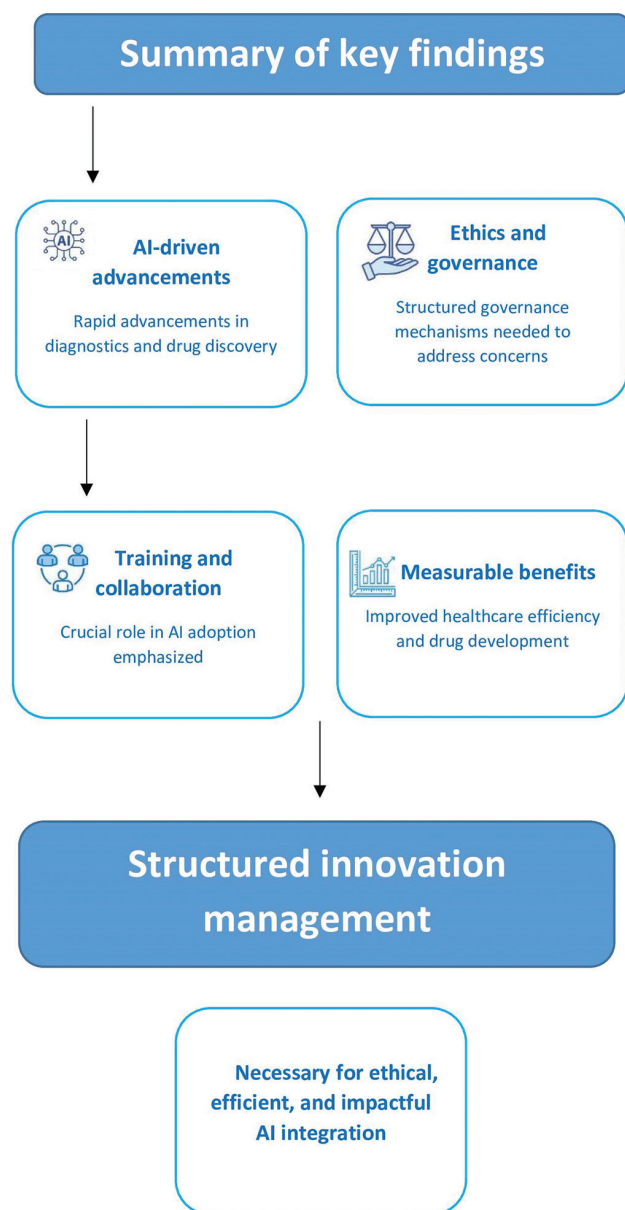 Summary of key findings
AI
AI-driven
advancements
Rapid advancements in
diagnostics and drug discovery
Ethics and
governance
Structured governance
mechanisms needed to
address concerns
Training and
collaboration
Crucial role in AI adoption
emphasized
Measurable benefits
Improved healthcare efficiency
and drug development
Structured innovation
management
Necessary for ethical,
efficient, and impactful
AI integration